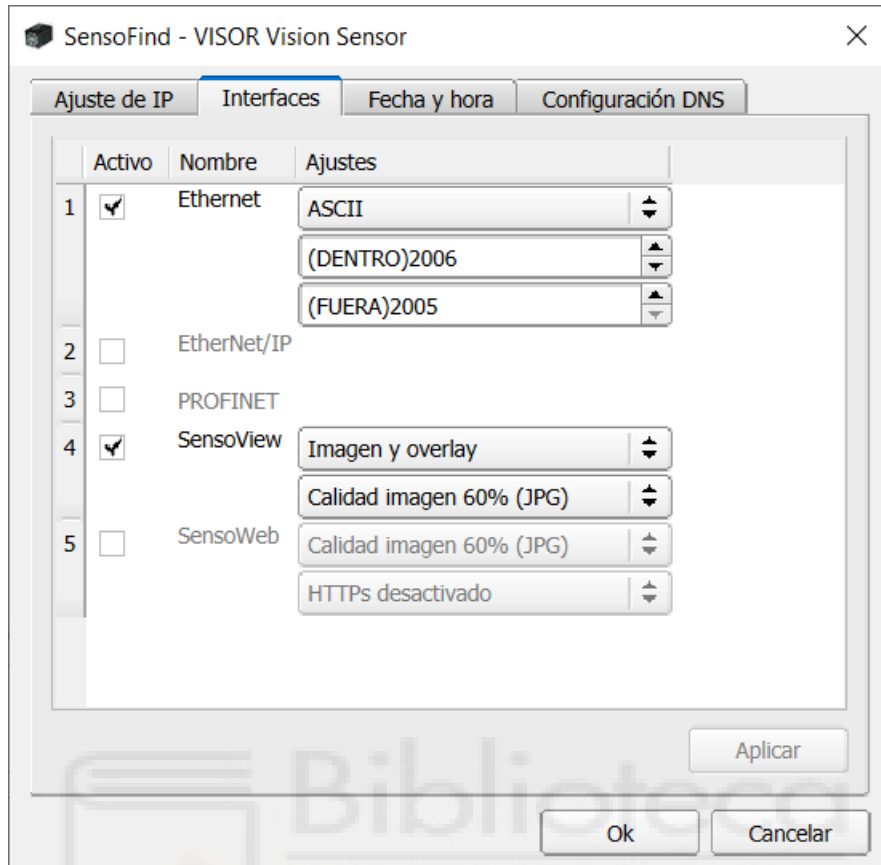 SensoFind - VISOR Vision Sensor
Ajuste de IP Interfaces Fecha y hora Configuración DNS
Activo Nombre Ajustes
1 Ethernet ASCII
(DENTRO)2006
(FUERA)2005
2 EtherNet/IP
3 PROFINET
4 SensoView Imagen y overlay
Calidad imagen 60% (JPG)
5 SensoWeb Calidad imagen 60% (JPG)
HTTPs desactivado
Aplicar
Biblioteca
Ok Cancelar